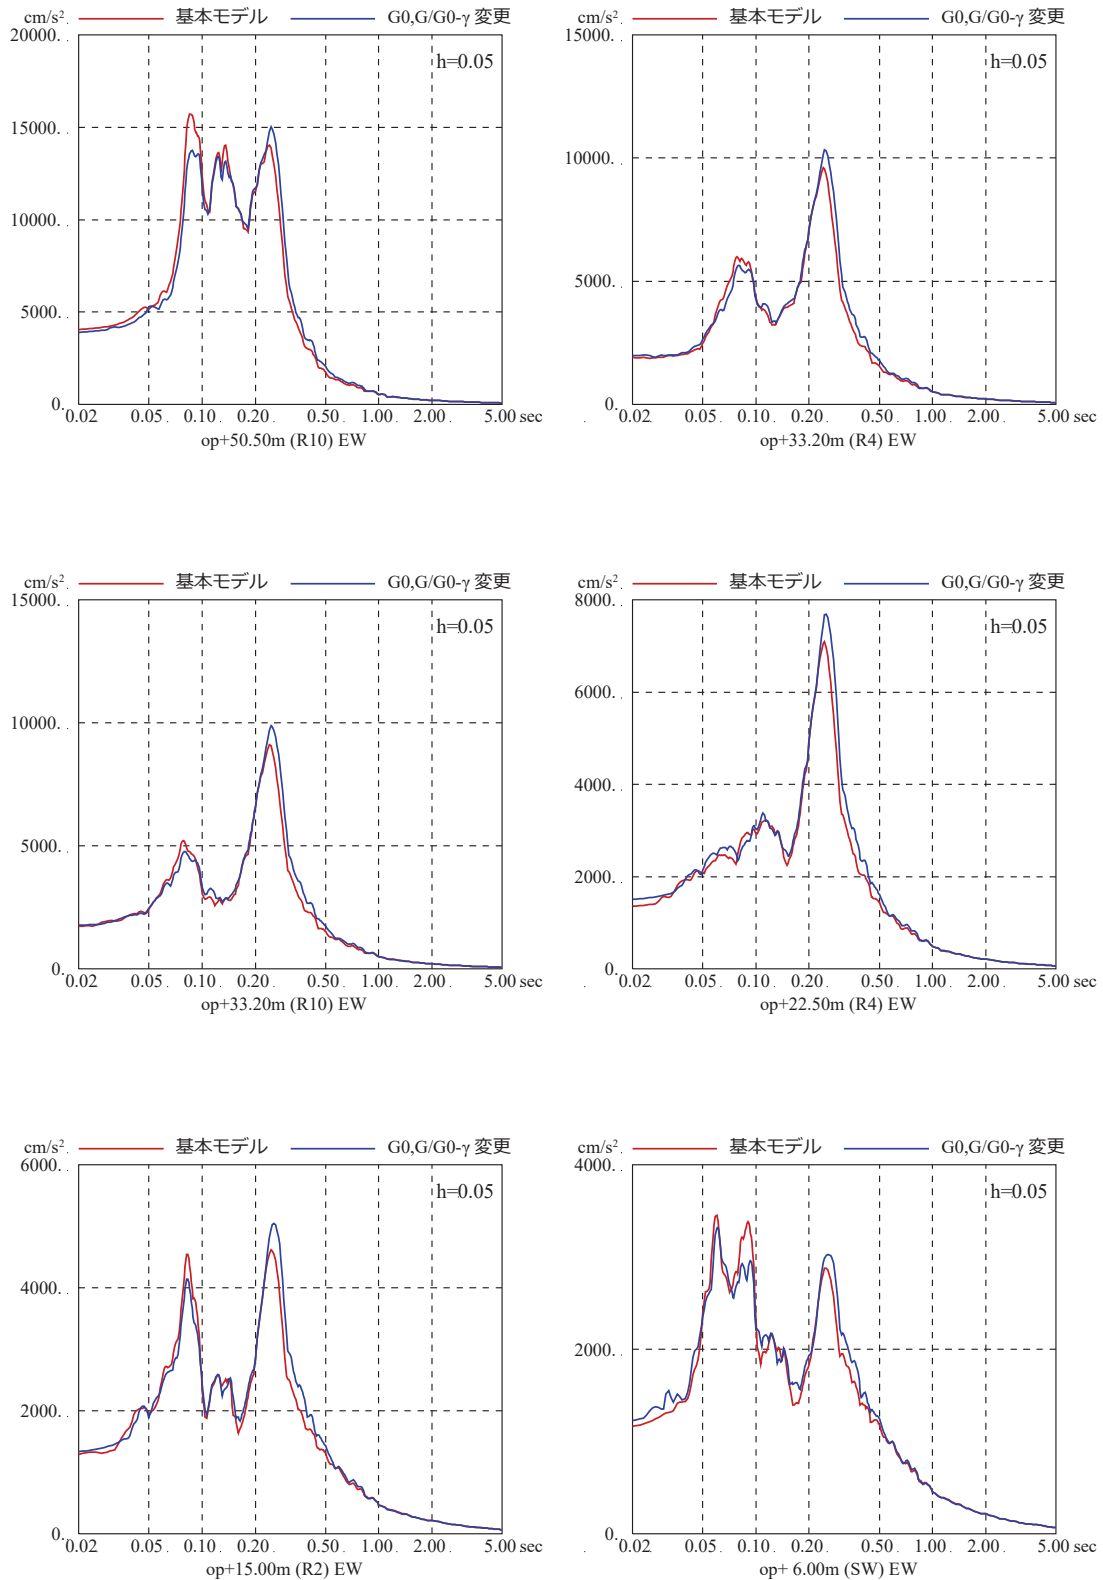 cm/s² 基本モデル G0,G/G0-γ 変更
20000.
h=0.05
15000.
10000.
5000.
0.
0.02 0.05 0.10 0.20 0.50 1.00 2.00 5.00 sec
op+50.50m (R10) EW
cm/s² 基本モデル G0,G/G0-γ 変更
15000.
h=0.05
10000.
5000.
0.
0.02 0.05 0.10 0.20 0.50 1.00 2.00 5.00 sec
op+33.20m (R4) EW
cm/s² 基本モデル G0,G/G0-γ 変更
15000.
h=0.05
10000.
5000.
0.
0.02 0.05 0.10 0.20 0.50 1.00 2.00 5.00 sec
op+33.20m (R10) EW
cm/s² 基本モデル G0,G/G0-γ 変更
8000.
h=0.05
6000.
4000.
2000.
0.
0.02 0.05 0.10 0.20 0.50 1.00 2.00 5.00 sec
op+22.50m (R4) EW
cm/s² 基本モデル G0,G/G0-γ 変更
6000.
h=0.05
4000.
2000.
0.
0.02 0.05 0.10 0.20 0.50 1.00 2.00 5.00 sec
op+15.00m (R2) EW
cm/s² 基本モデル G0,G/G0-γ 変更
4000.
h=0.05
2000.
0.
0.02 0.05 0.10 0.20 0.50 1.00 2.00 5.00 sec
op+ 6.00m (SW) EW